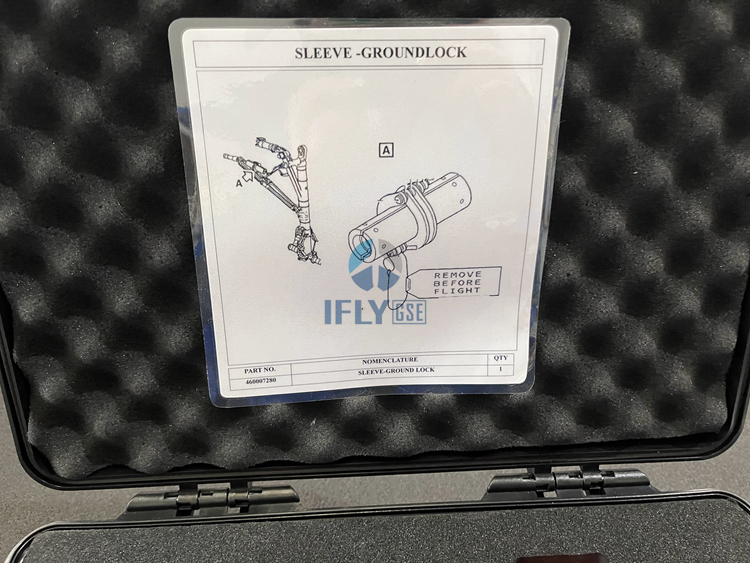 SLEEVE -GROUNDLOCK
A
A
REMOVE
BEFORE
FLIGHT
IFLY GSE
PART NO. NOMENCLATURE QTY
460007280 SLEEVE-GROUND LOCK 1